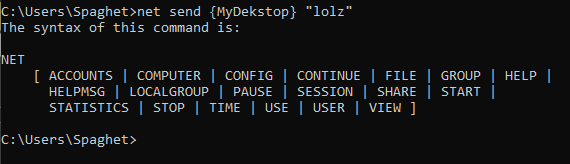 C:\Users\Spaghet>net send {MyDekstop} "lolz"
The syntax of this command is:
NET
[ ACCOUNTS | COMPUTER | CONFIG | CONTINUE | FILE | GROUP | HELP |
HELPMSG | LOCALGROUP | PAUSE | SESSION | SHARE | START |
STATISTICS | STOP | TIME | USE | USER | VIEW ]
C:\Users\Spaghet>